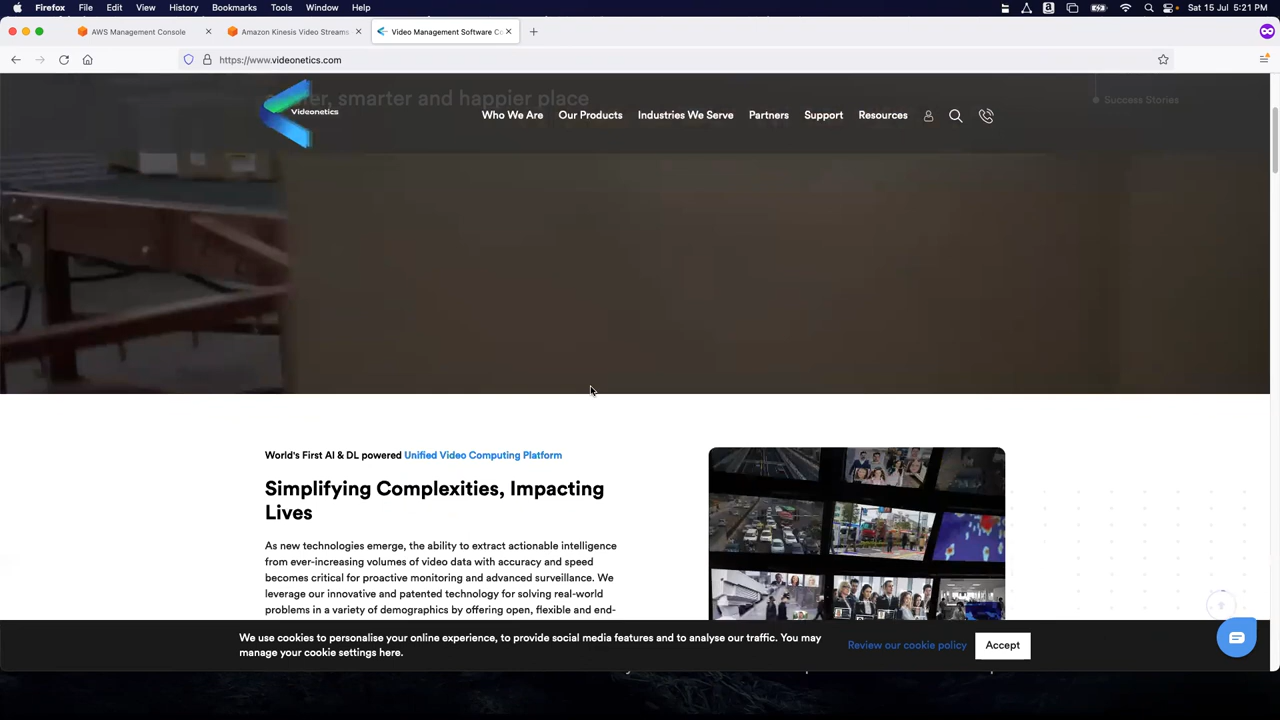 Firefox File Edit View History Bookmarks Tools Window Help Sat 15 Jul 5:21 PM
AWS Management Console Amazon Kinesis Video Streams Video Management Software Co
https://www.videonetics.com
smarter and happier place
Success Stories
Videonetics
Who We Are Our Products Industries We Serve Partners Support Resources
World's First AI & DL powered Unified Video Computing Platform
Simplifying Complexities, Impacting
Lives
As new technologies emerge, the ability to extract actionable intelligence
from ever-increasing volumes of video data with accuracy and speed
becomes critical for proactive monitoring and advanced surveillance. We
leverage our innovative and patented technology for solving real-world
problems in a variety of demographics by offering open, flexible and end-
We use cookies to personalise your online experience, to provide social media features and to analyse our traffic. You may
manage your cookie settings here.
Review our cookie policy
Accept